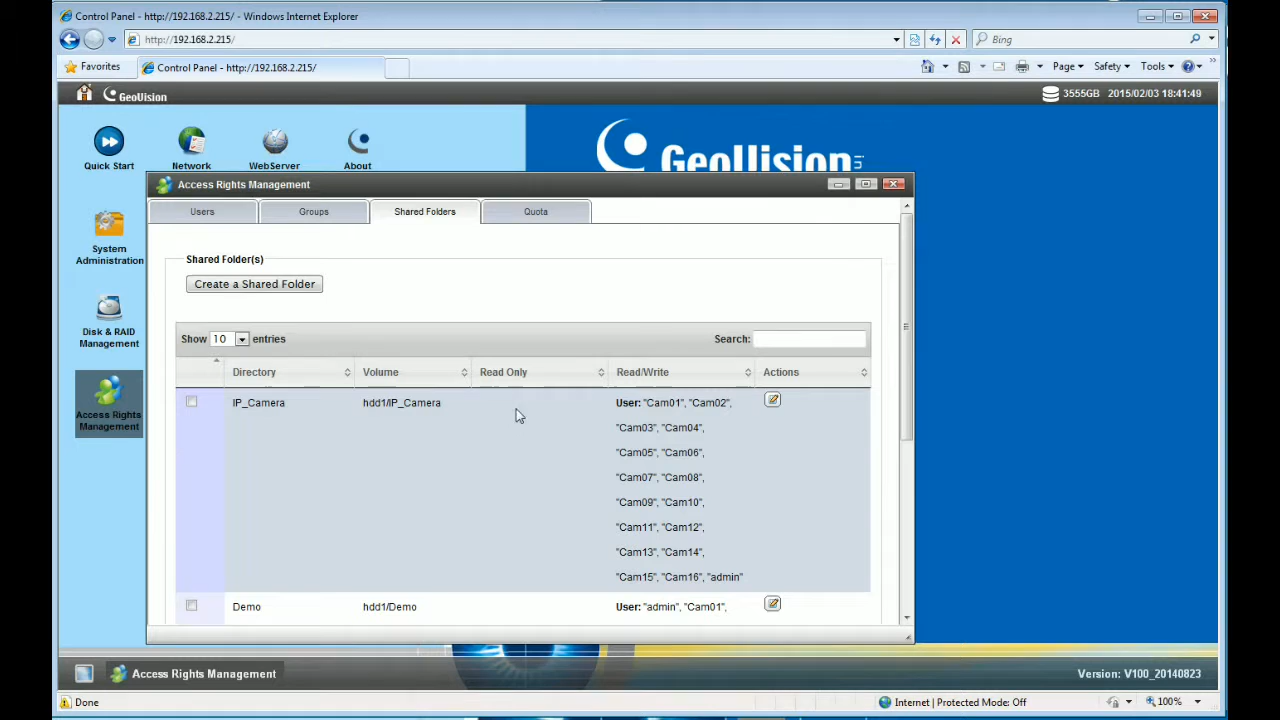 Control Panel - http://192.168.2.215/ - Windows Internet Explorer
http://192.168.2.215/
Bing
Favorites
Control Panel - http://192.168.2.215/
Page
Safety
Tools
GeoVision
3555GB 2015/02/03 18:41:49
Quick Start
Network
WebServer
About
GeoVision
Access Rights Management
Users
Groups
Shared Folders
Quota
System
Administration
Disk & RAID
Management
Access Rights
Management
Shared Folder(s)
Create a Shared Folder
Show 10 entries
Search:
Directory
Volume
Read Only
Read/Write
Actions
IP_Camera
hdd1/IP_Camera
User: "Cam01", "Cam02",
"Cam03", "Cam04",
"Cam05", "Cam06",
"Cam07", "Cam08",
"Cam09", "Cam10",
"Cam11", "Cam12",
"Cam13", "Cam14",
"Cam15", "Cam16", "admin"
Demo
hdd1/Demo
User: "admin", "Cam01",
Access Rights Management
Version: V100_20140823
Done
Internet | Protected Mode: Off
100%